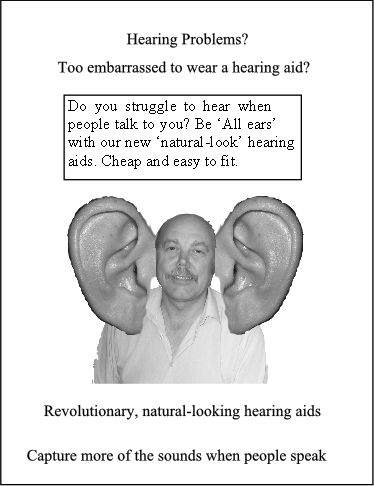 Hearing Problems?
Too embarrassed to wear a hearing aid?
Do you struggle to hear when
people talk to you? Be ‘All ears’
with our new ‘natural-look’ hearing
aids. Cheap and easy to fit.
Revolutionary, natural-looking hearing aids
Capture more of the sounds when people speak